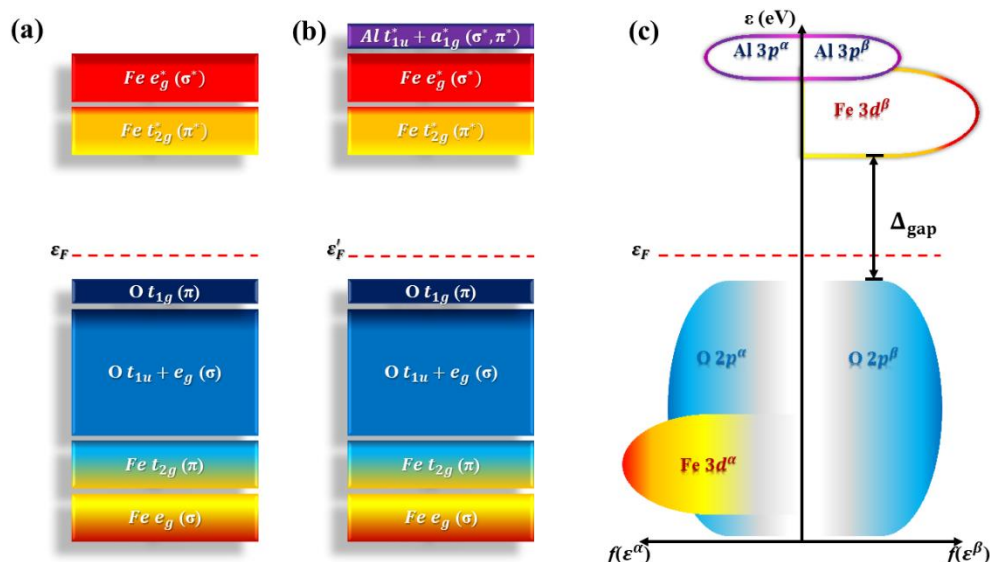 (a)
Fe e*g (σ*)
Fe t*2g (π*)
εF
O t1g (π)
O t1u + eg (σ)
Fe t2g (π)
Fe eg (σ)
(b)
Al t*1u + a*1g (σ*, π*)
Fe e*g (σ*)
Fe t*2g (π*)
ε′F
O t1g (π)
O t1u + eg (σ)
Fe t2g (π)
Fe eg (σ)
(c)
ε (eV)
Al 3pα Al 3pβ
Fe 3dβ
Δgap
εF
O 2pα O 2pβ
Fe 3dα
f(εα) f(εβ)